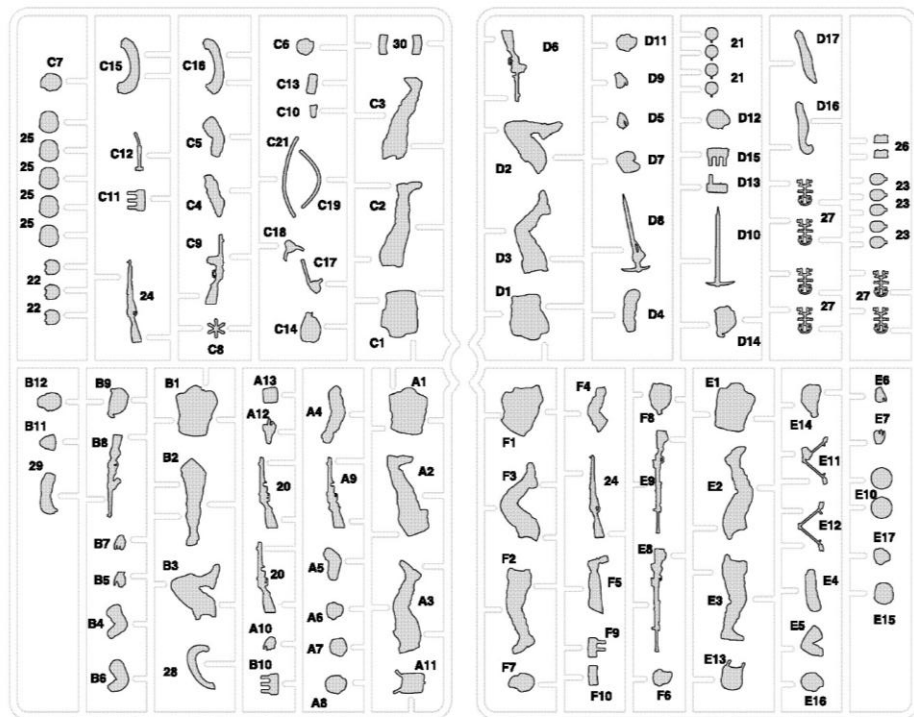 C7
C15
C16
C6
30
C13
C3
C10
25
C5
C21
C12
25
C11
C4
C19
C2
25
C9
C18
25
C17
22
24
C14
22
C8
C1
D6
D11
21
D17
D9
21
D2
D5
D12
D16
26
D7
D15
D13
23
D8
23
D3
D10
27
23
D1
D4
27
27
D14
B12
B9
B1
A13
A4
A1
A12
B11
B8
29
B2
20
A9
A2
B7
B3
20
A5
B5
A3
B4
A6
A10
A7
B6
28
B10
A8
A11
F1
F4
F8
E1
E14
E6
E7
F3
24
E9
E2
E11
E10
E12
F2
E8
E17
F5
E3
E4
E15
F9
E5
F7
F10
F6
E13
E16